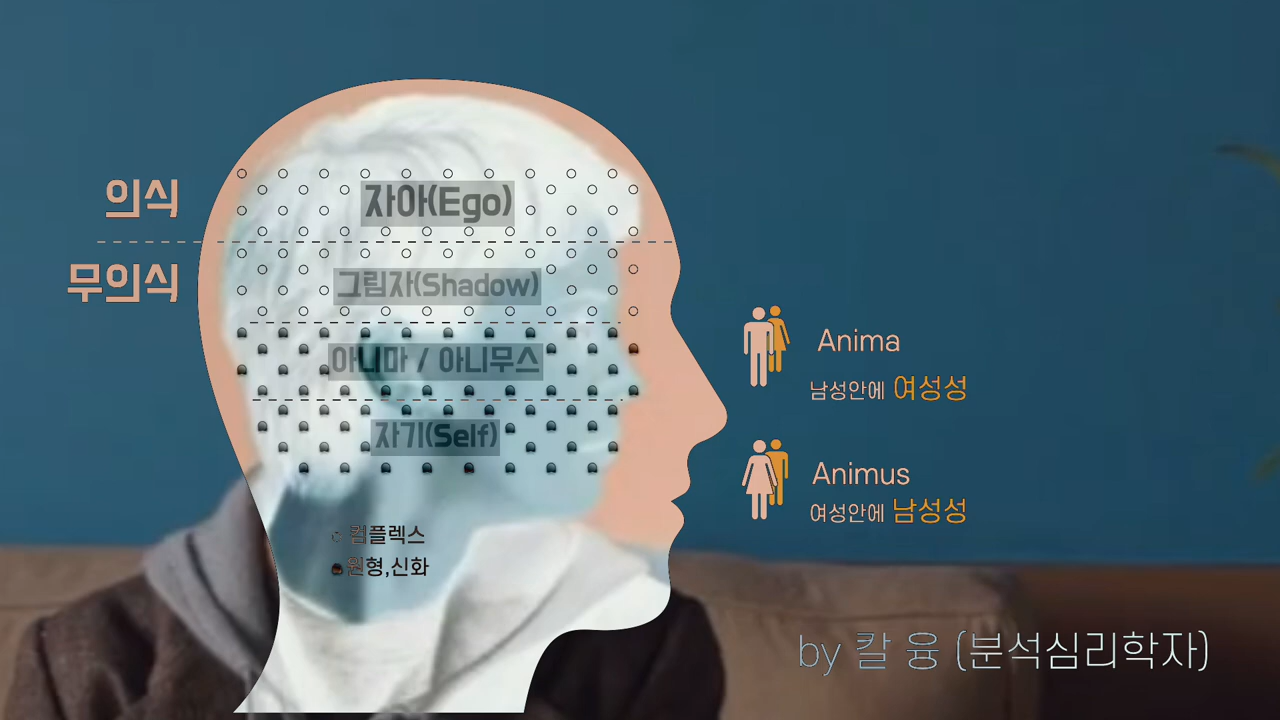 의식
자아(Ego)
무의식
그림자(Shadow)
아니마 / 아니무스
자기(Self)
컴플렉스
원형,신화
Anima
남성안에 여성성
Animus
여성안에 남성성
by 칼 융 (분석심리학자)